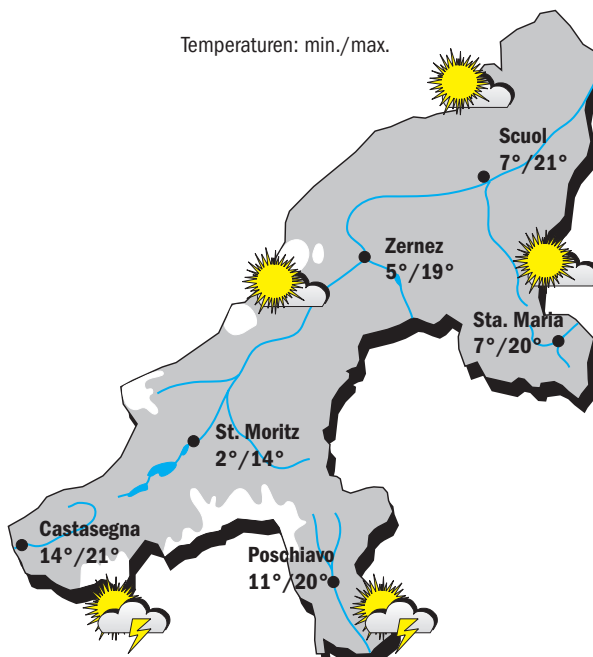 Temperaturen: min./max.
Scuol
7°/21°
Zernez
5°/19°
Sta. Maria
7°/20°
St. Moritz
2°/14°
Castasegna
14°/21°
Poschiavo
11°/20°